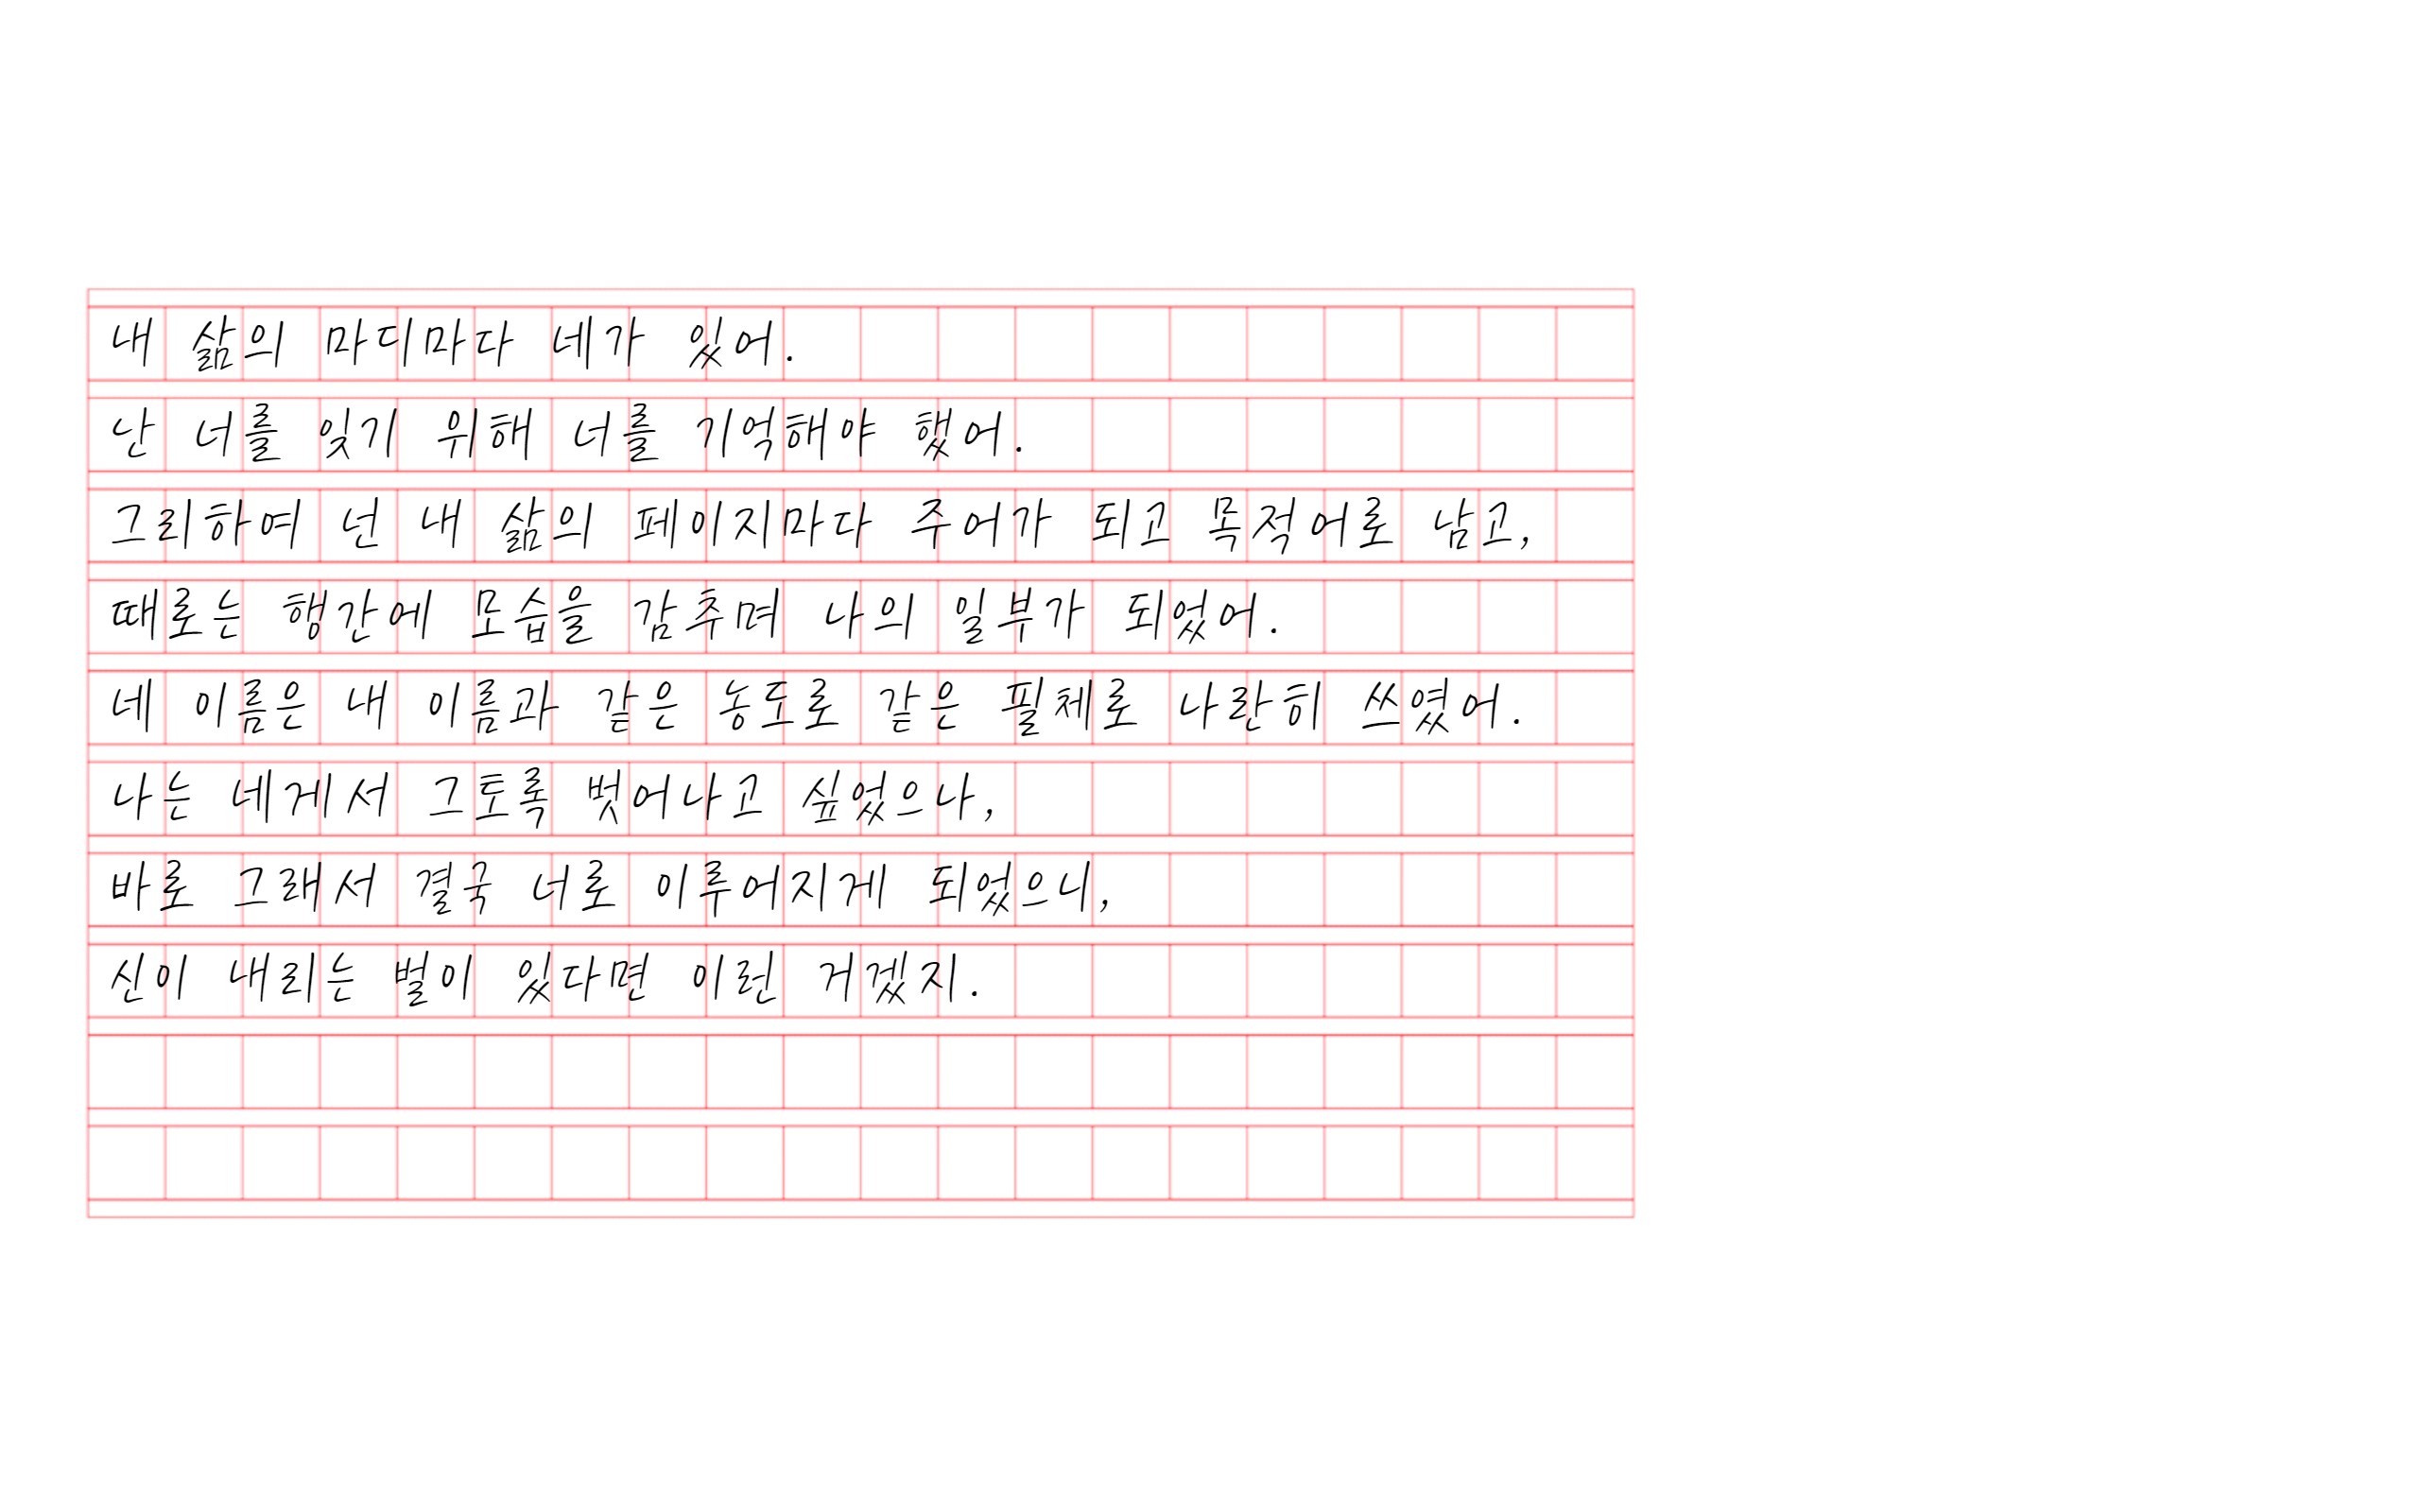 내 삶의 마디마다 네가 있어.
난 너를 잊기 위해 너를 기억해야 했어.
그리하여 넌 내 삶의 페이지마다 주어가 되고 목적어로 남고,
때로는 행간에 모습을 감추며 나의 일부가 되었어.
네 이름은 내 이름과 같은 농도로 같은 필체로 나란히 쓰였어.
나는 네게서 그토록 벗어나고 싶었으나,
바로 그래서 결국 너로 이루어지게 되었으니,
신이 내리는 벌이 있다면 이런 거겠지.